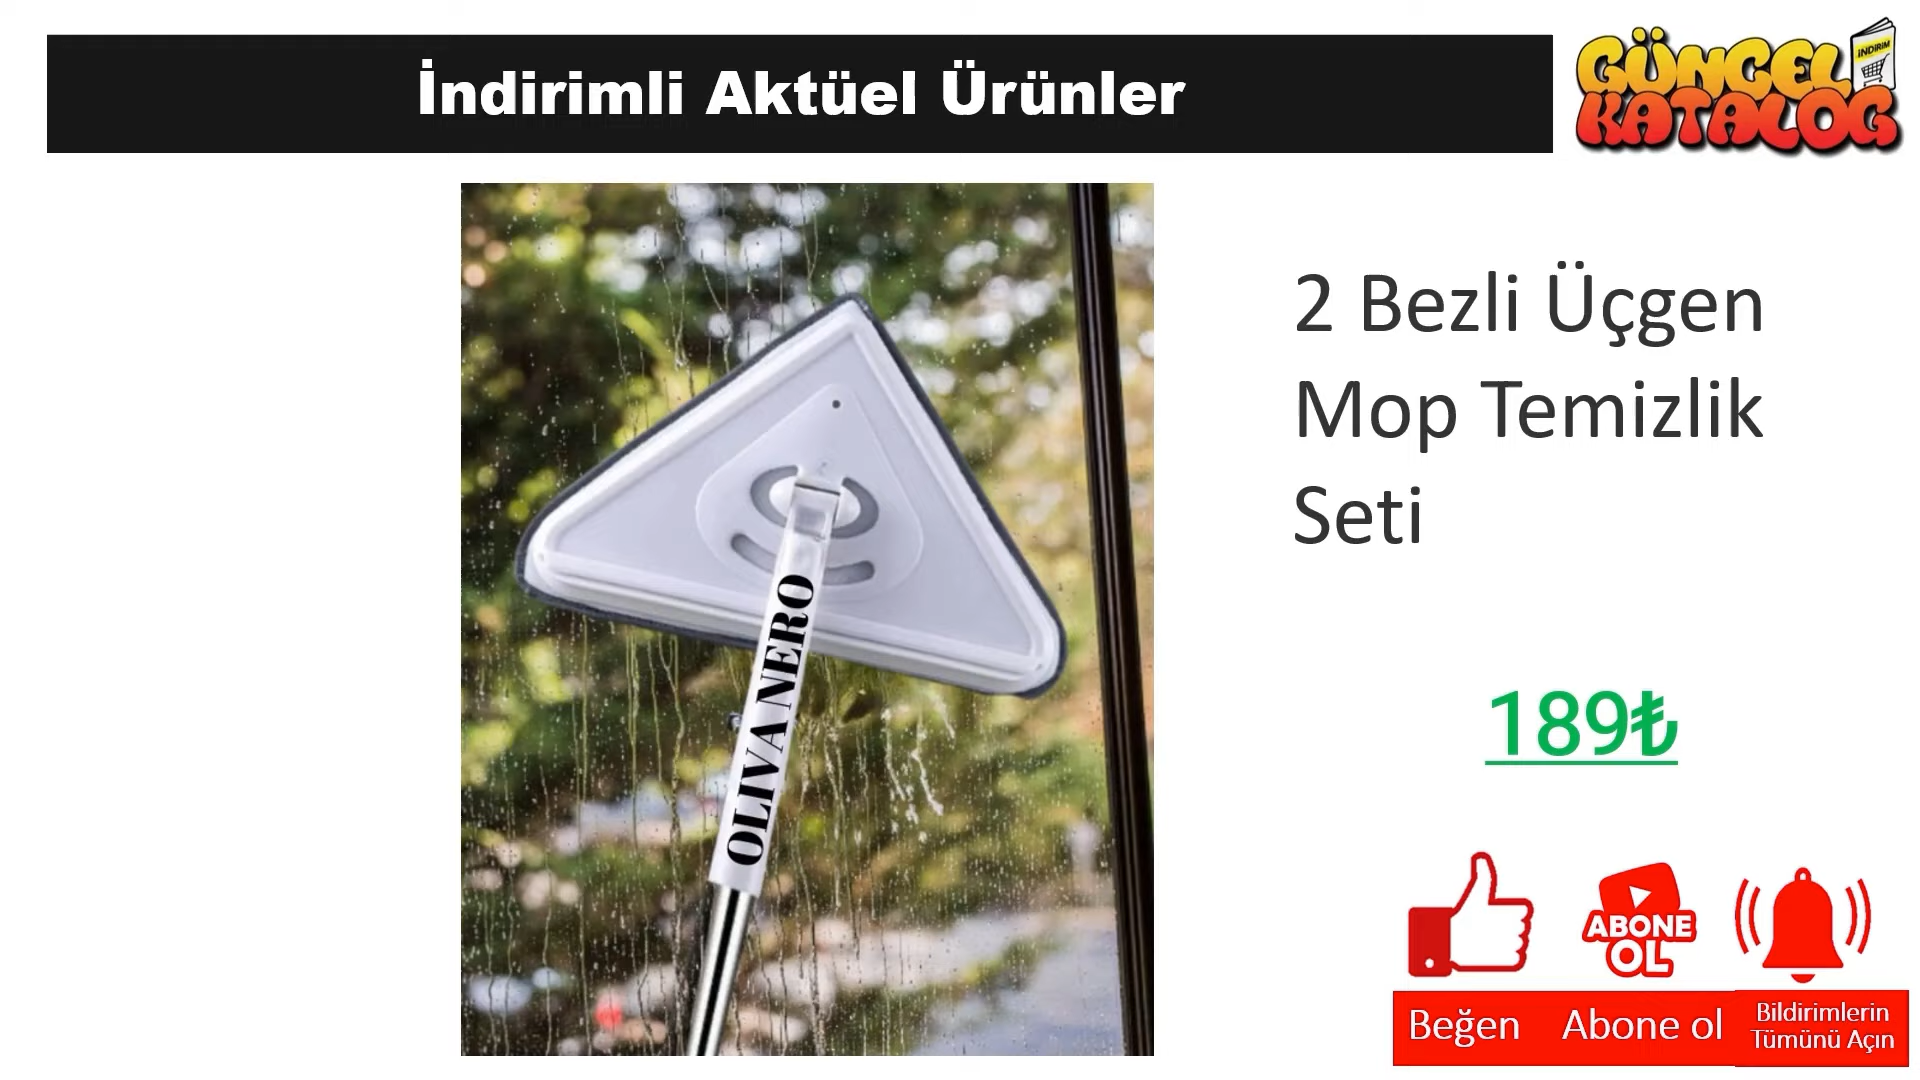 İndirimli Aktüel Ürünler
GÜNCEL
KATALOG
İNDİRİM
2 Bezli Üçgen
Mop Temizlik
Seti
OLIVA NERO
189₺
ABONE
OL
Beğen
Abone ol
Bildirimlerin
Tümünü Açın